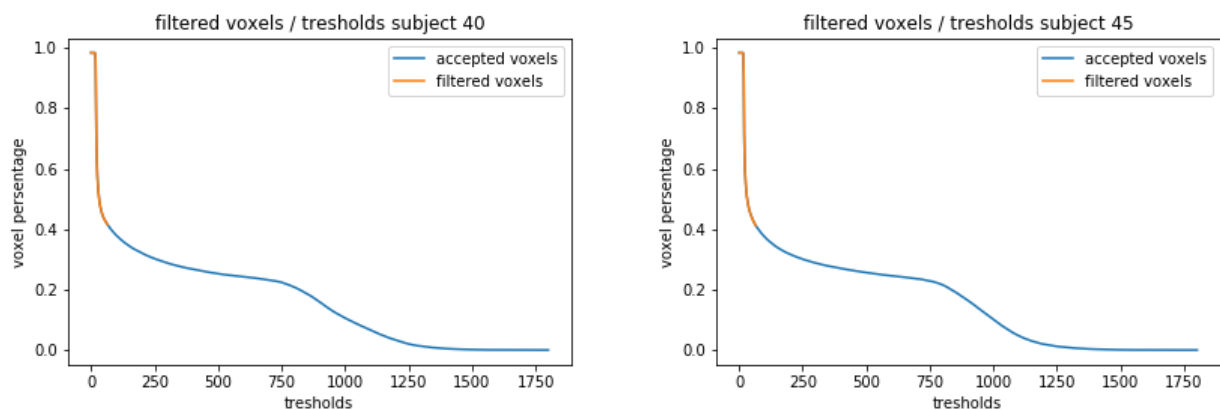 filtered voxels / tresholds subject 40
1.0
0.8
0.6
0.4
0.2
0.0
voxel persentage
accepted voxels
filtered voxels
0 250 500 750 1000 1250 1500 1750
tresholds
filtered voxels / tresholds subject 45
1.0
0.8
0.6
0.4
0.2
0.0
voxel persentage
accepted voxels
filtered voxels
0 250 500 750 1000 1250 1500 1750
tresholds